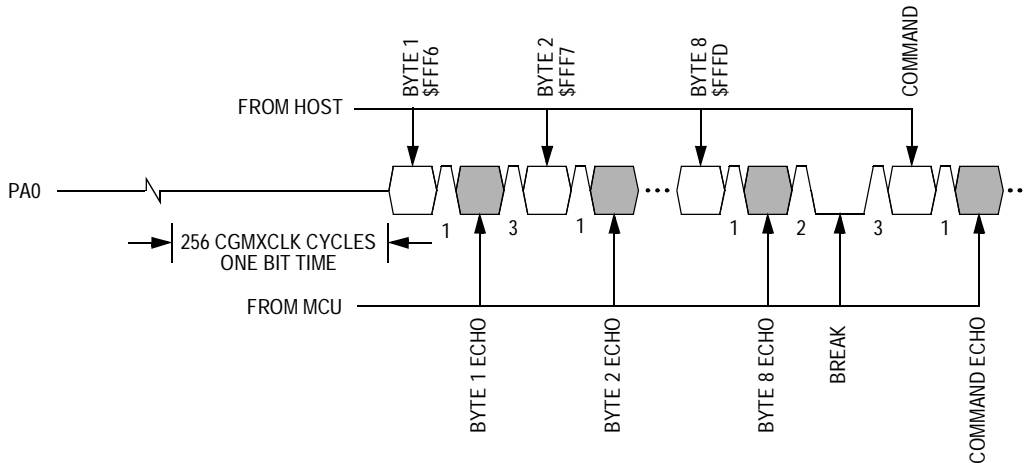 BYTE 1
$FFF6
BYTE 2
$FFF7
BYTE 8
$FFFD
COMMAND
FROM HOST
PA0
1
3
1
1
2
3
1
256 CGMXCLK CYCLES
ONE BIT TIME
FROM MCU
BYTE 1 ECHO
BYTE 2 ECHO
BYTE 8 ECHO
BREAK
COMMAND ECHO